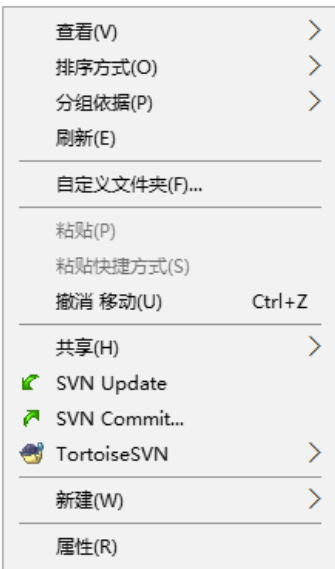 查看(V)
排序方式(O)
分组依据(P)
刷新(E)
自定义文件夹(F)...
粘贴(P)
粘贴快捷方式(S)
撤消 移动(U) Ctrl+Z
共享(H)
SVN Update
SVN Commit...
TortoiseSVN
新建(W)
属性(R)